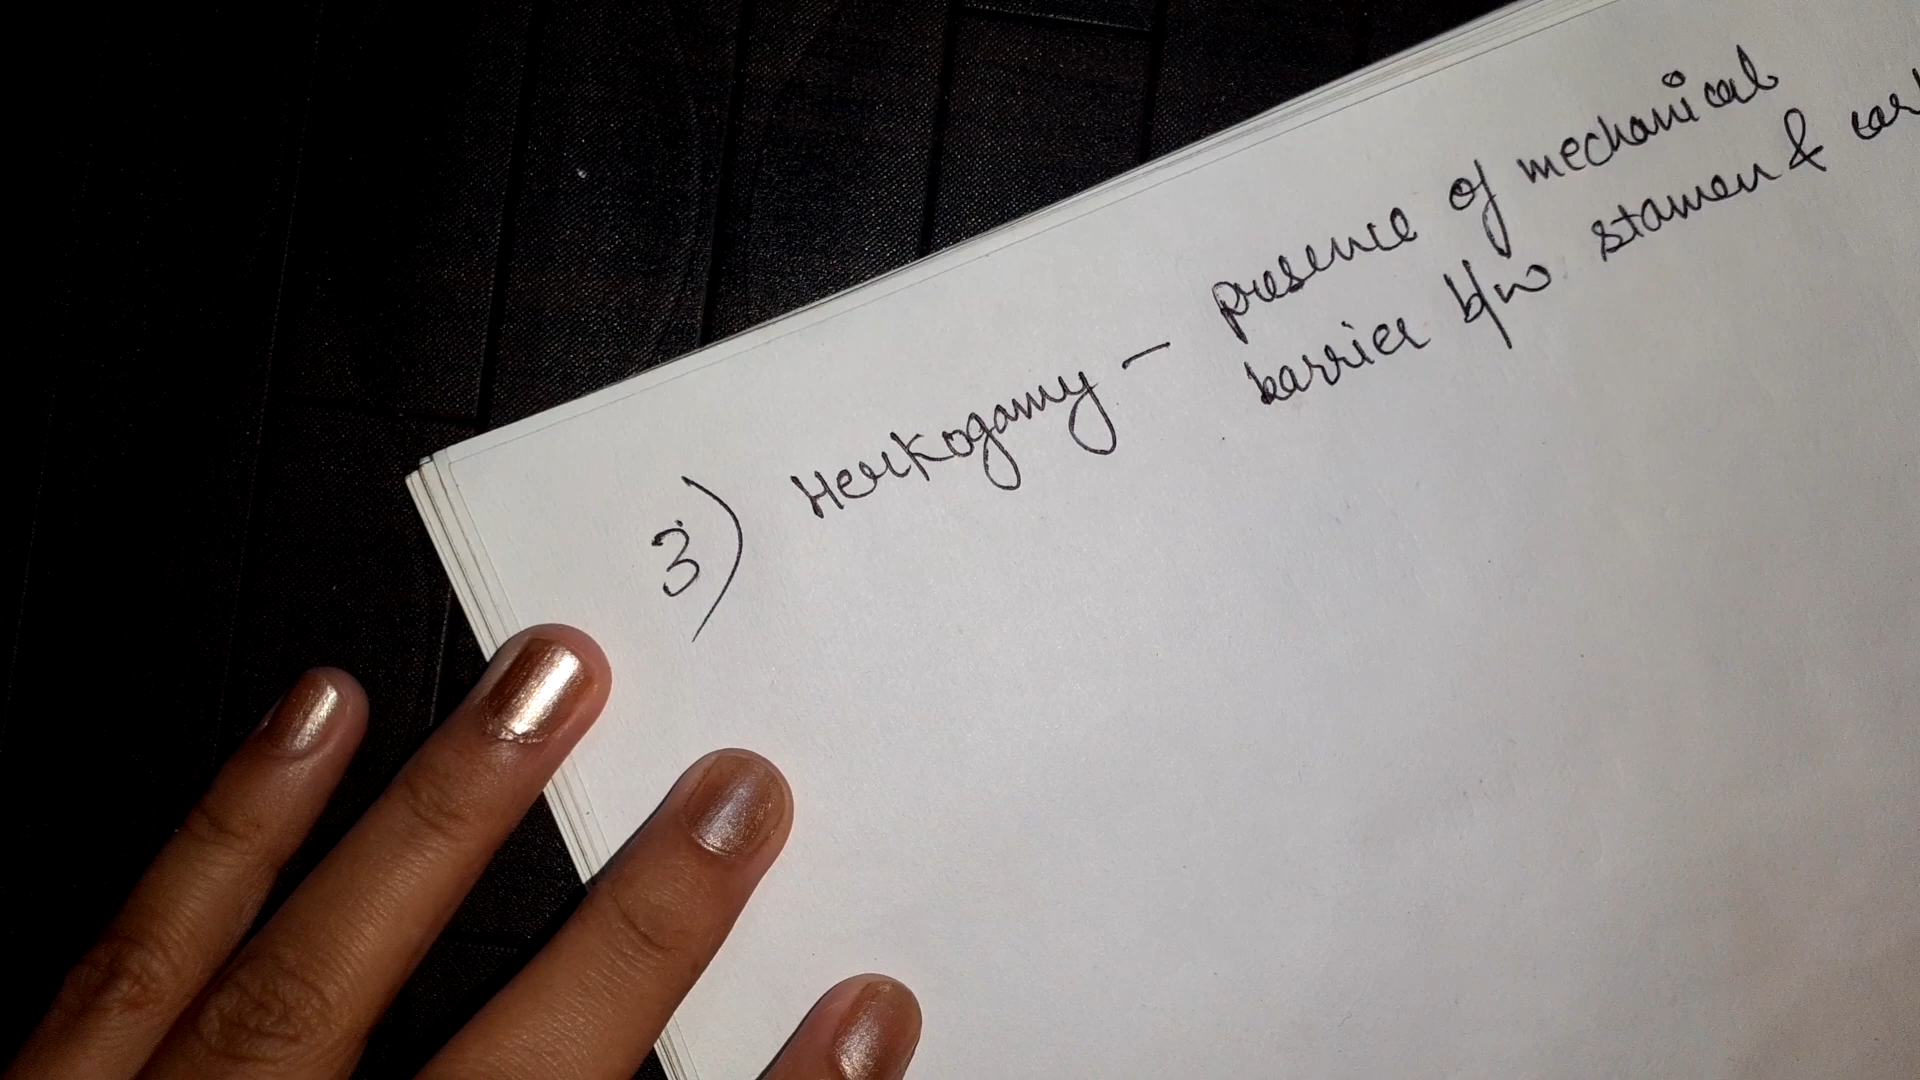 3) Herkogamy - presence of mechanical
barrier b/w stamen &